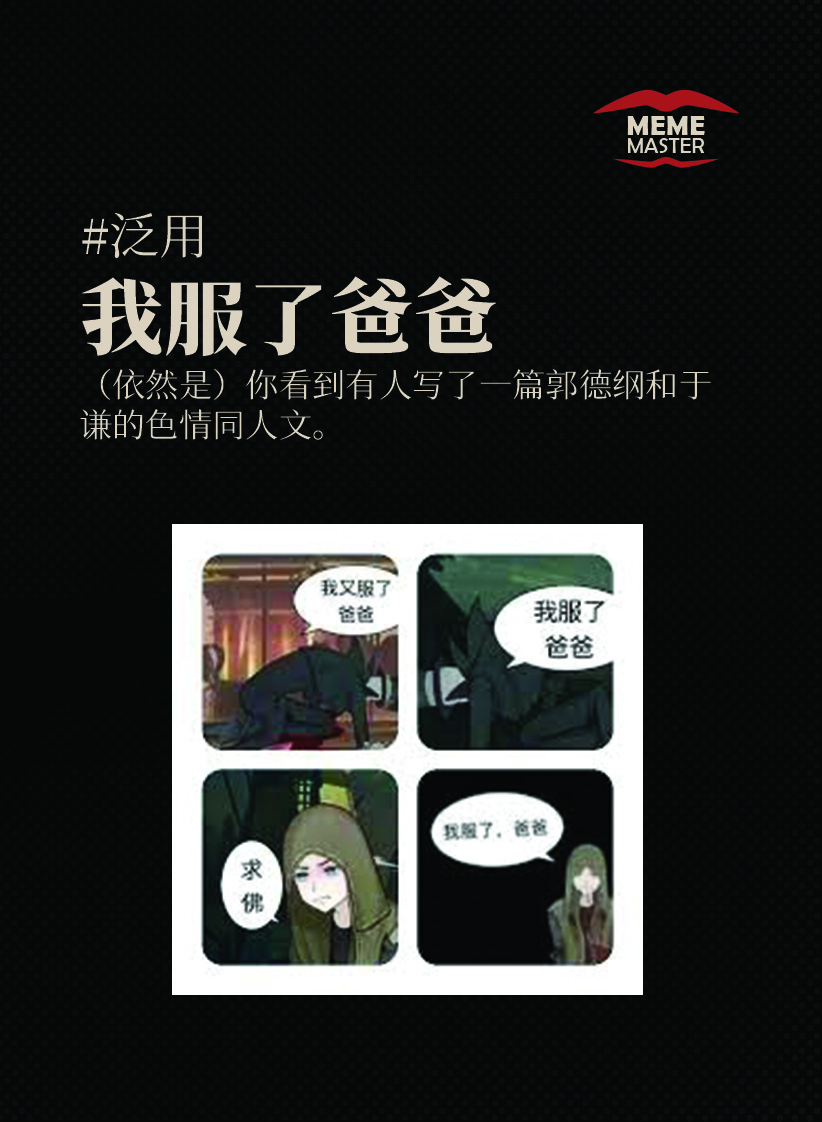 MEME
MASTER
#泛用
我服了爸爸
（依然是）你看到有人写了一篇郭德纲和于
谦的色情同人文。
我又服了
爸爸
我服了
爸爸
求
佛
我服了，爸爸